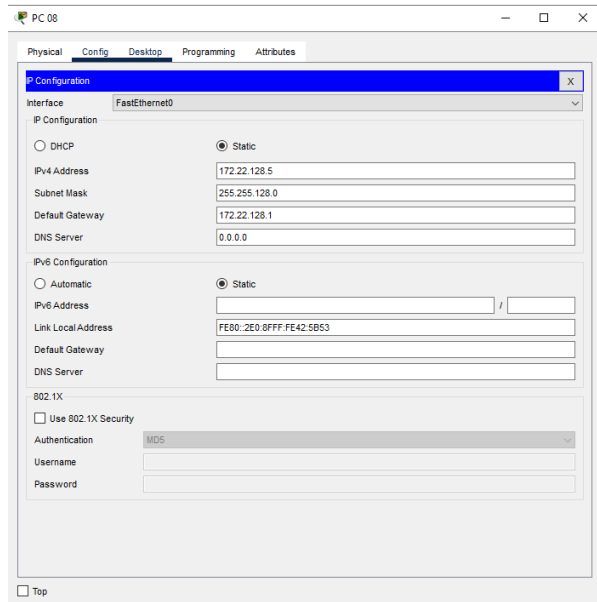 PC 08
Physical Config Desktop Programming Attributes
IP Configuration X
Interface FastEthernet0
IP Configuration
DHCP Static
IPv4 Address 172.22.128.5
Subnet Mask 255.255.128.0
Default Gateway 172.22.128.1
DNS Server 0.0.0.0
IPv6 Configuration
Automatic Static
IPv6 Address /
Link Local Address FE80::2E0:8FFF:FE42:5B53
Default Gateway
DNS Server
802.1X
Use 802.1X Security
Authentication MD5
Username
Password
Top